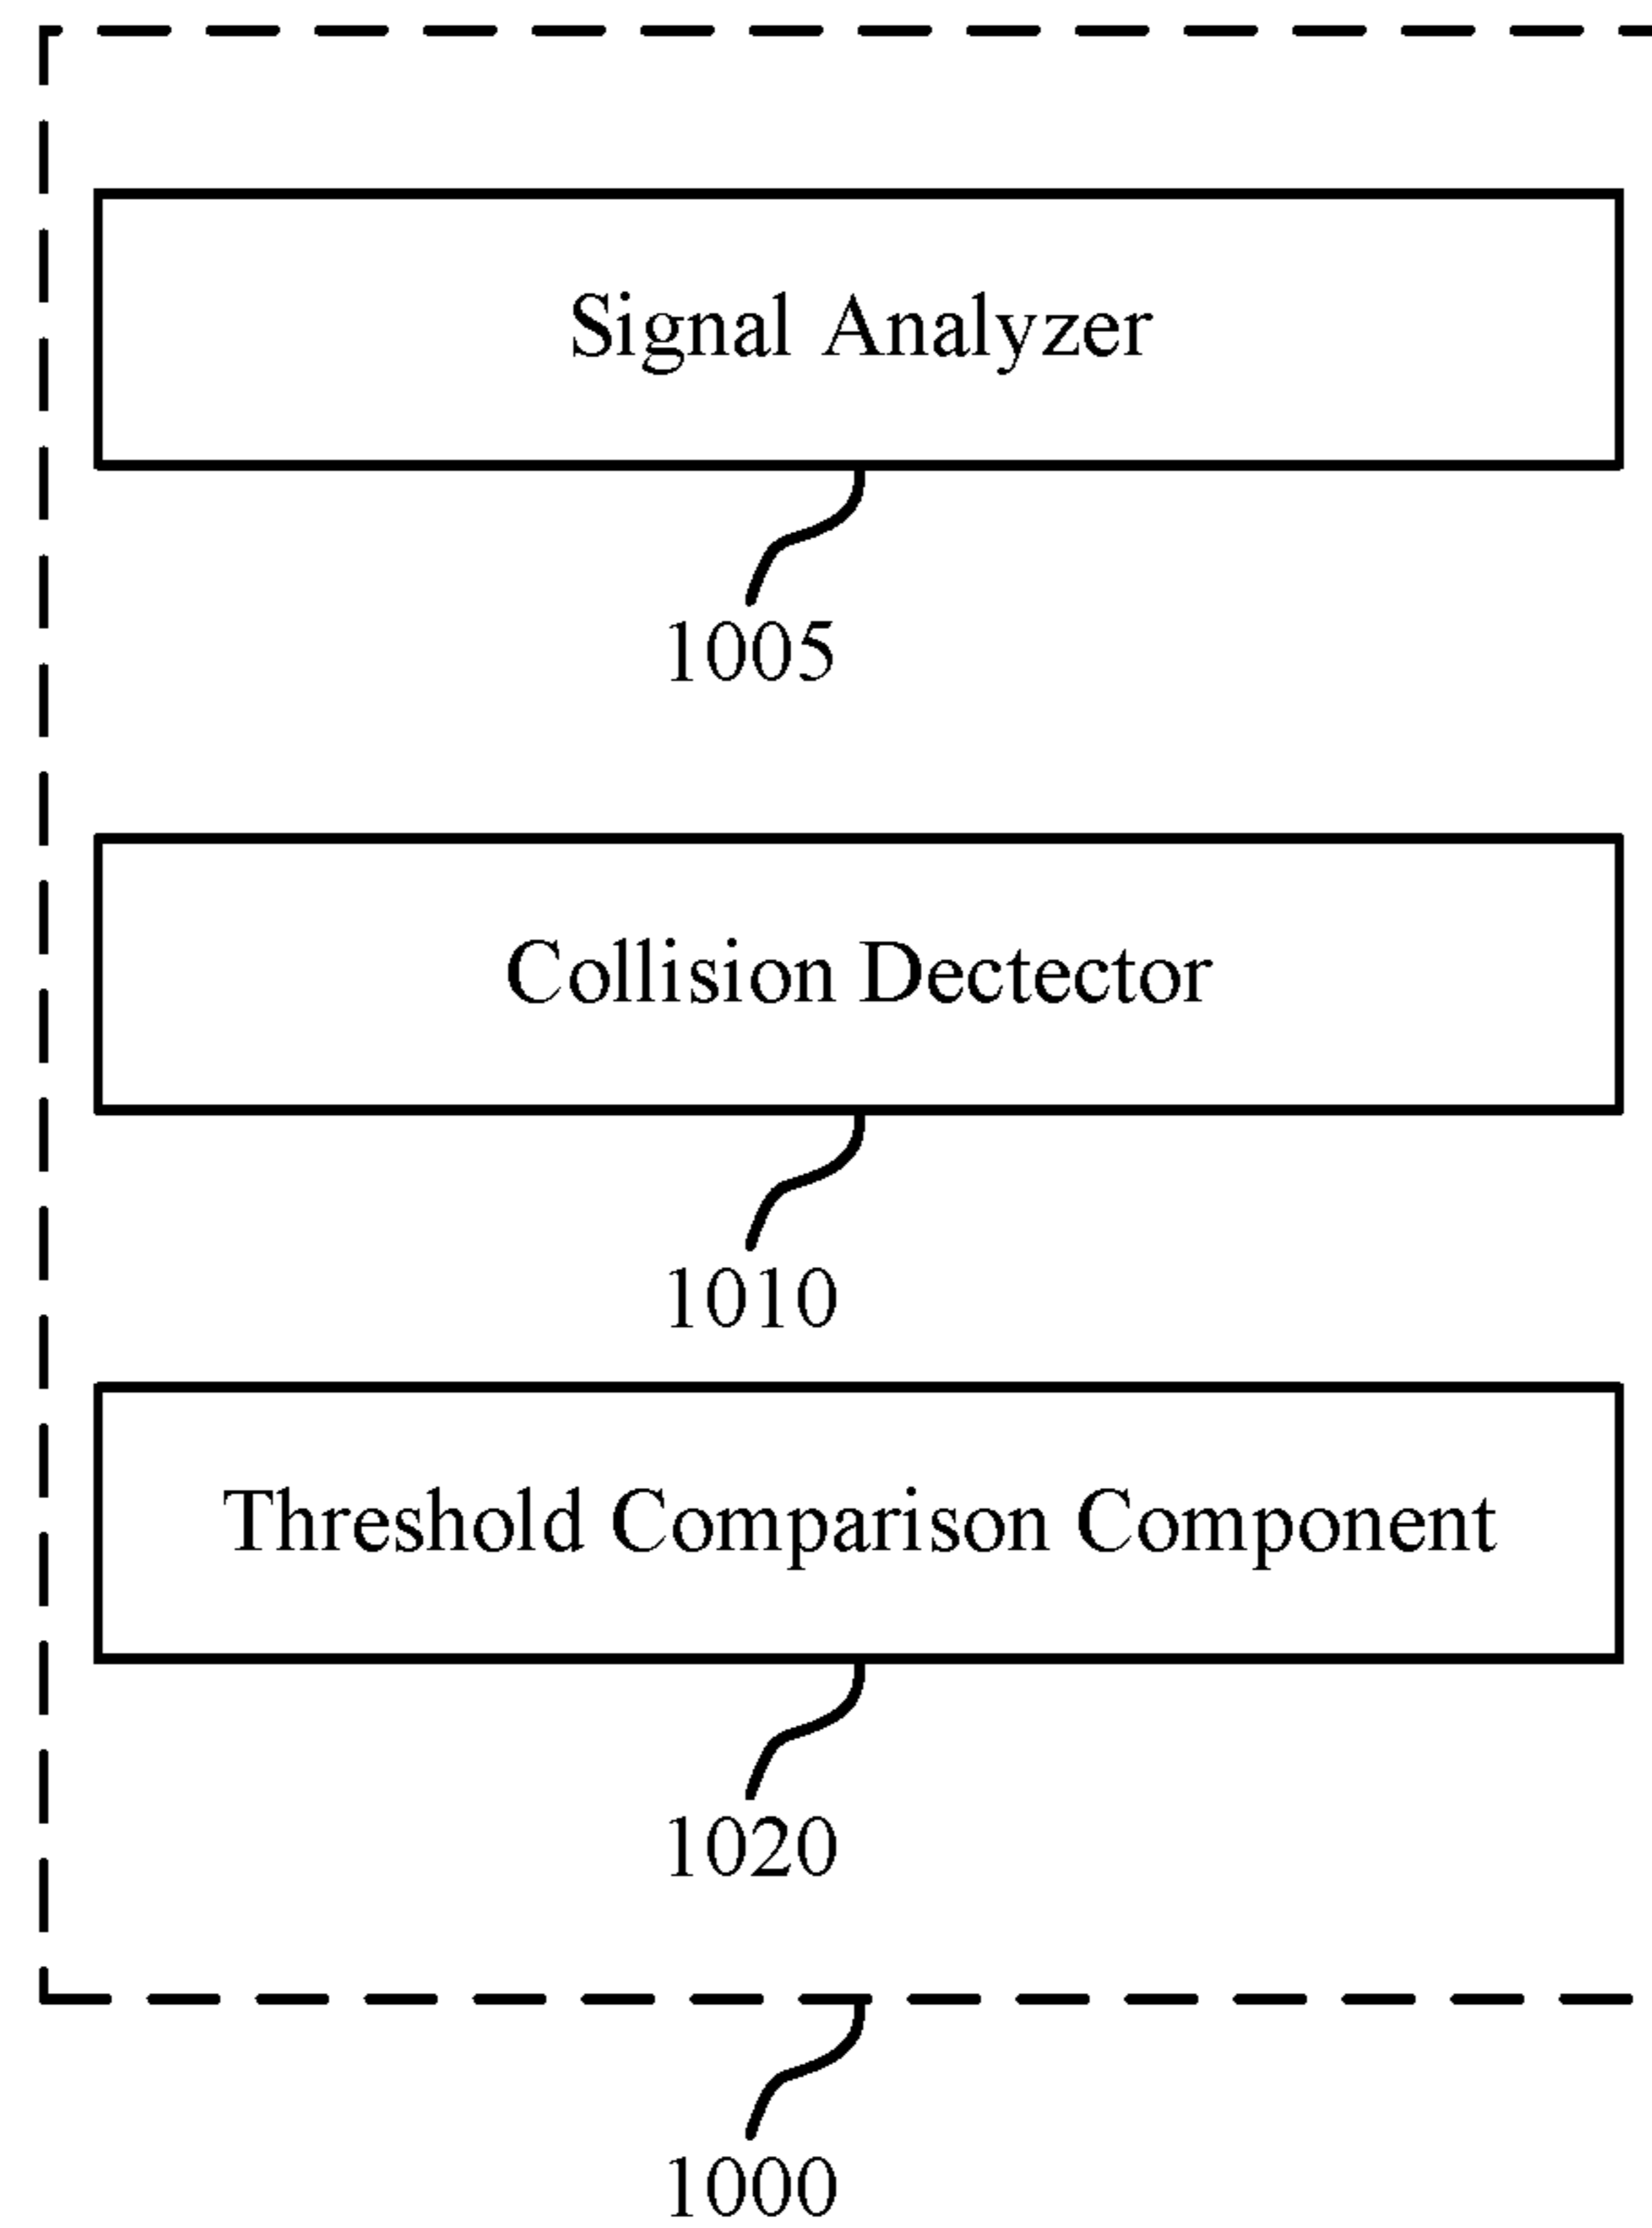 Signal Analyzer
1005
Collision Dectector
1010
Threshold Comparison Component
1020
1000